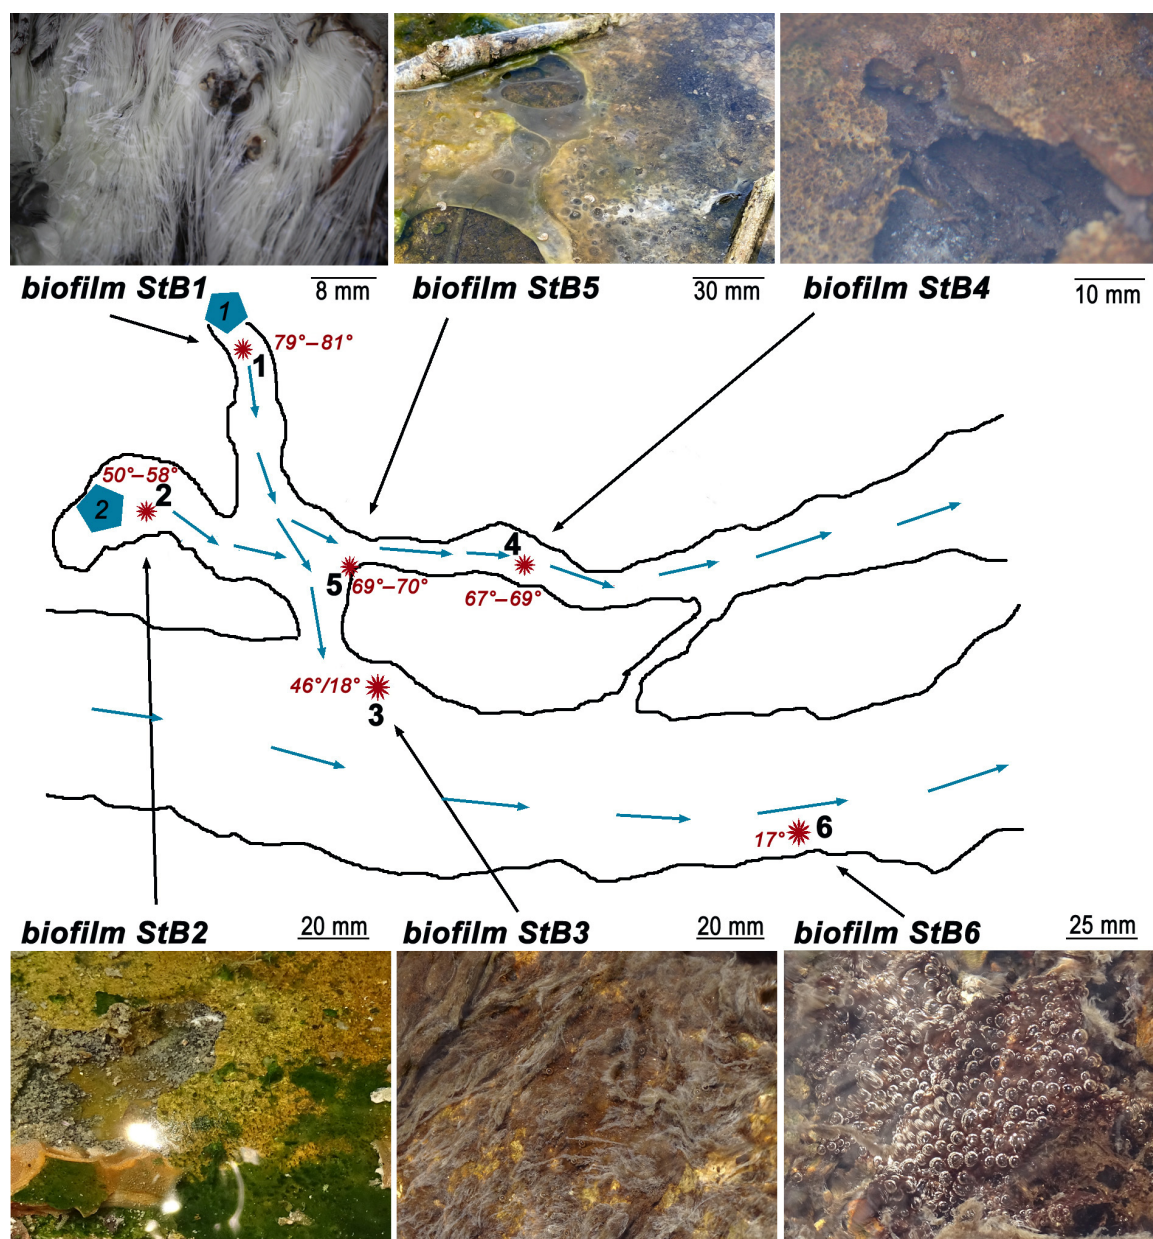 biofilm StB1
8 mm
biofilm StB5
30 mm
biofilm StB4
10 mm
1
79°–81°
1
50°–58°
2
2
4
5
69°–70°
67°–69°
46°/18°
3
6
17°
biofilm StB2
20 mm
biofilm StB3
20 mm
biofilm StB6
25 mm